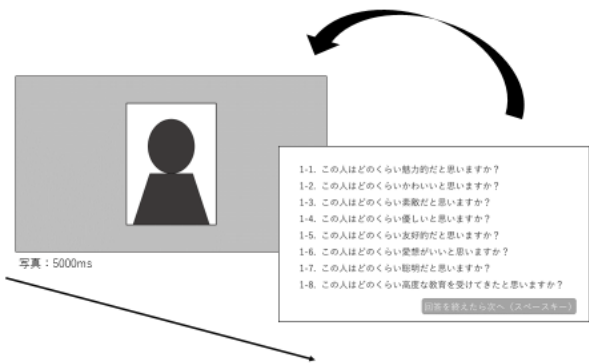 写真：5000ms
1-1. この人はどのくらい魅力的だと思いますか？
1-2. この人はどのくらいかわいいと思いますか？
1-3. この人はどのくらい素敵だと思いますか？
1-4. この人はどのくらい優しいと思いますか？
1-5. この人はどのくらい友好的だと思いますか？
1-6. この人はどのくらい愛想がいいと思いますか？
1-7. この人はどのくらい聡明だと思いますか？
1-8. この人はどのくらい高度な教育を受けてきたと思いますか？
回答を終えたら次へ（スペースキー）